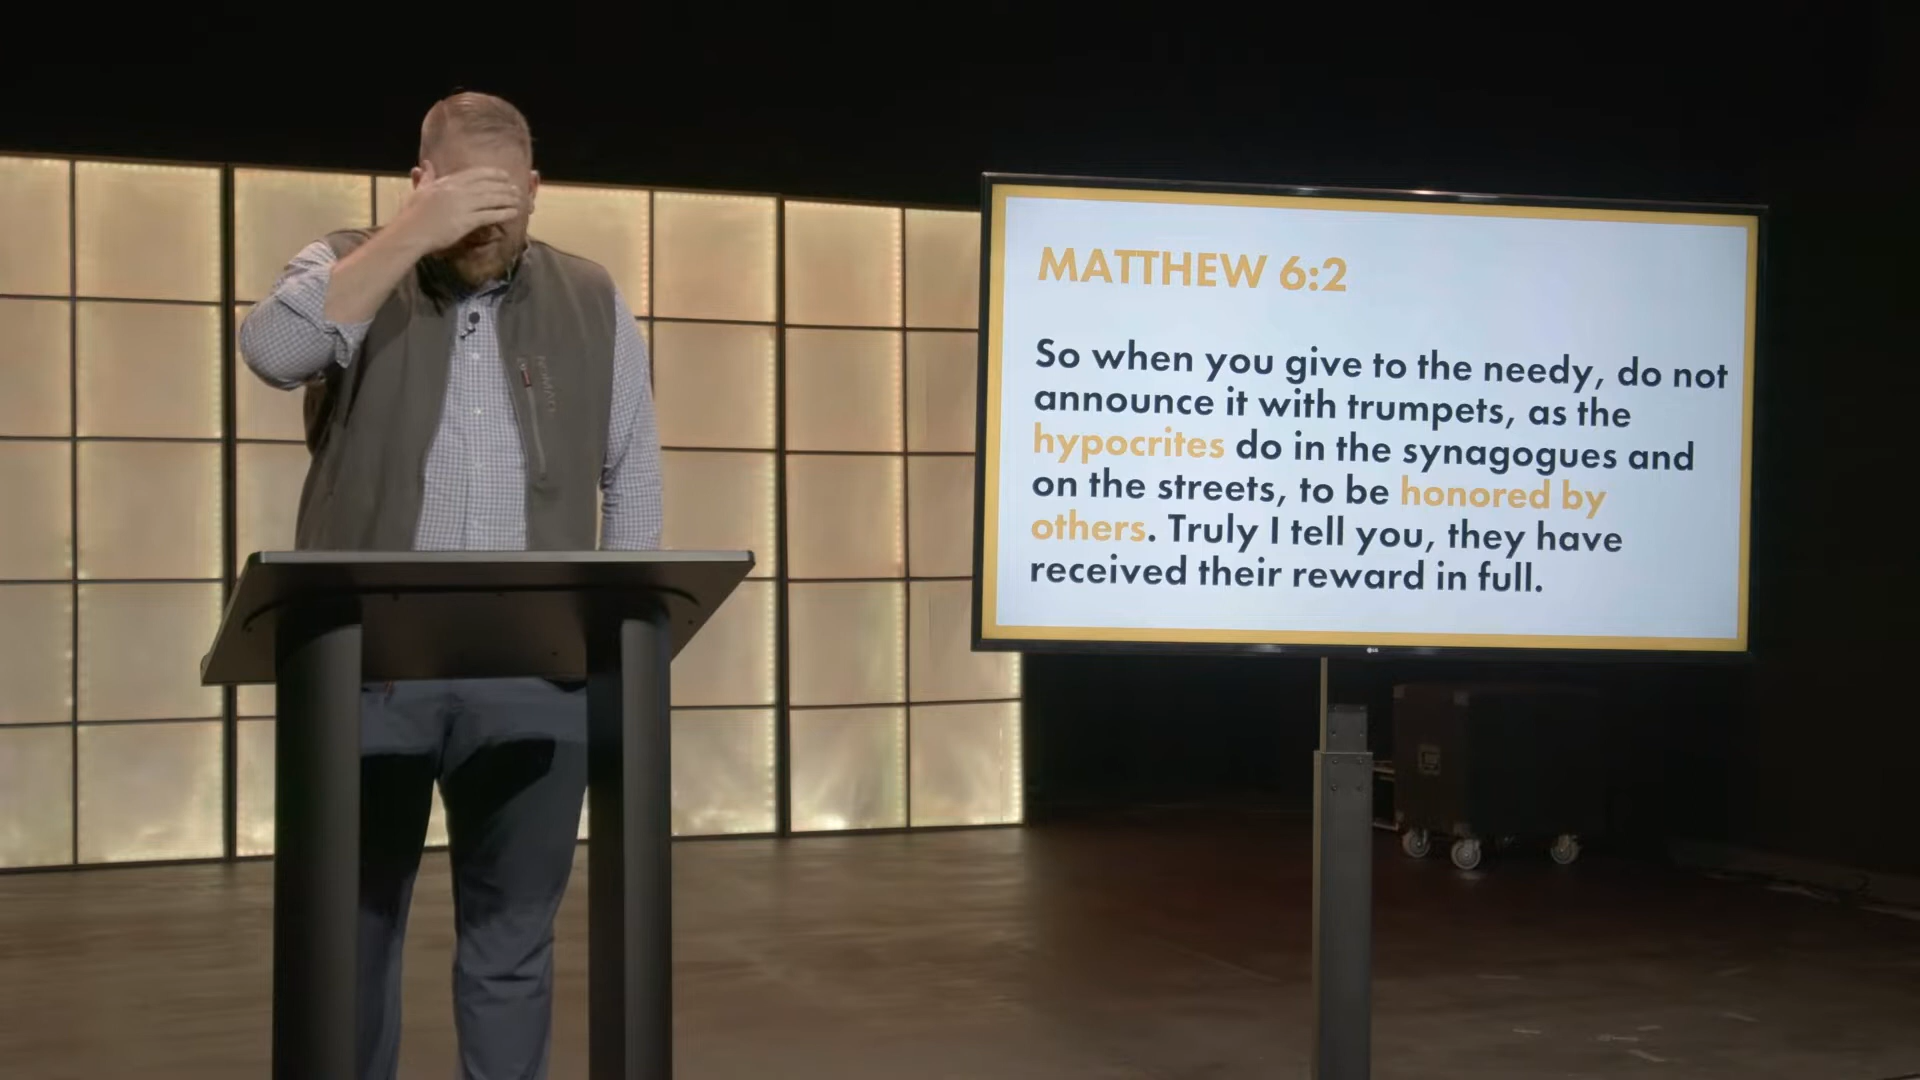 MATTHEW 6:2
So when you give to the needy, do not
announce it with trumpets, as the
hypocrites do in the synagogues and
on the streets, to be honored by
others. Truly I tell you, they have
received their reward in full.
LG